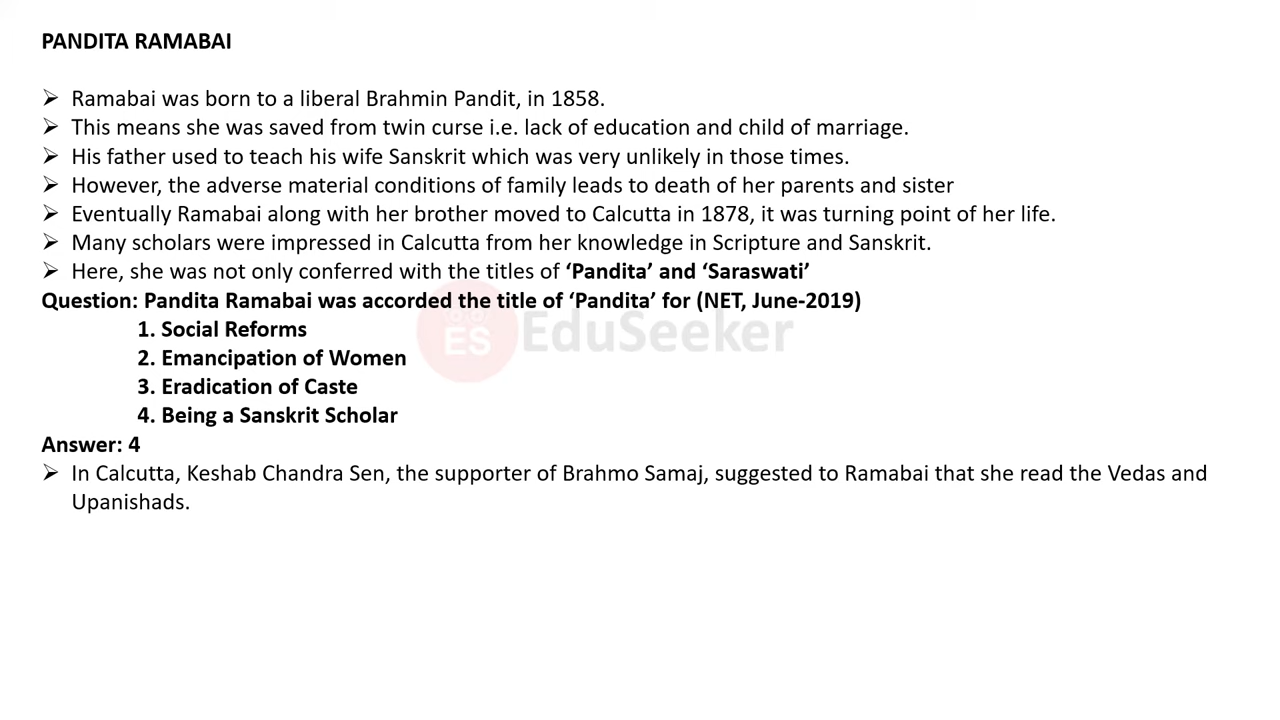 PANDITA RAMABAI
➢ Ramabai was born to a liberal Brahmin Pandit, in 1858.
➢ This means she was saved from twin curse i.e. lack of education and child of marriage.
➢ His father used to teach his wife Sanskrit which was very unlikely in those times.
➢ However, the adverse material conditions of family leads to death of her parents and sister
➢ Eventually Ramabai along with her brother moved to Calcutta in 1878, it was turning point of her life.
➢ Many scholars were impressed in Calcutta from her knowledge in Scripture and Sanskrit.
➢ Here, she was not only conferred with the titles of ‘Pandita’ and ‘Saraswati’
Question: Pandita Ramabai was accorded the title of ‘Pandita’ for (NET, June-2019)
1. Social Reforms
ES EduSeeker
2. Emancipation of Women
3. Eradication of Caste
4. Being a Sanskrit Scholar
Answer: 4
➢ In Calcutta, Keshab Chandra Sen, the supporter of Brahmo Samaj, suggested to Ramabai that she read the Vedas and
Upanishads.